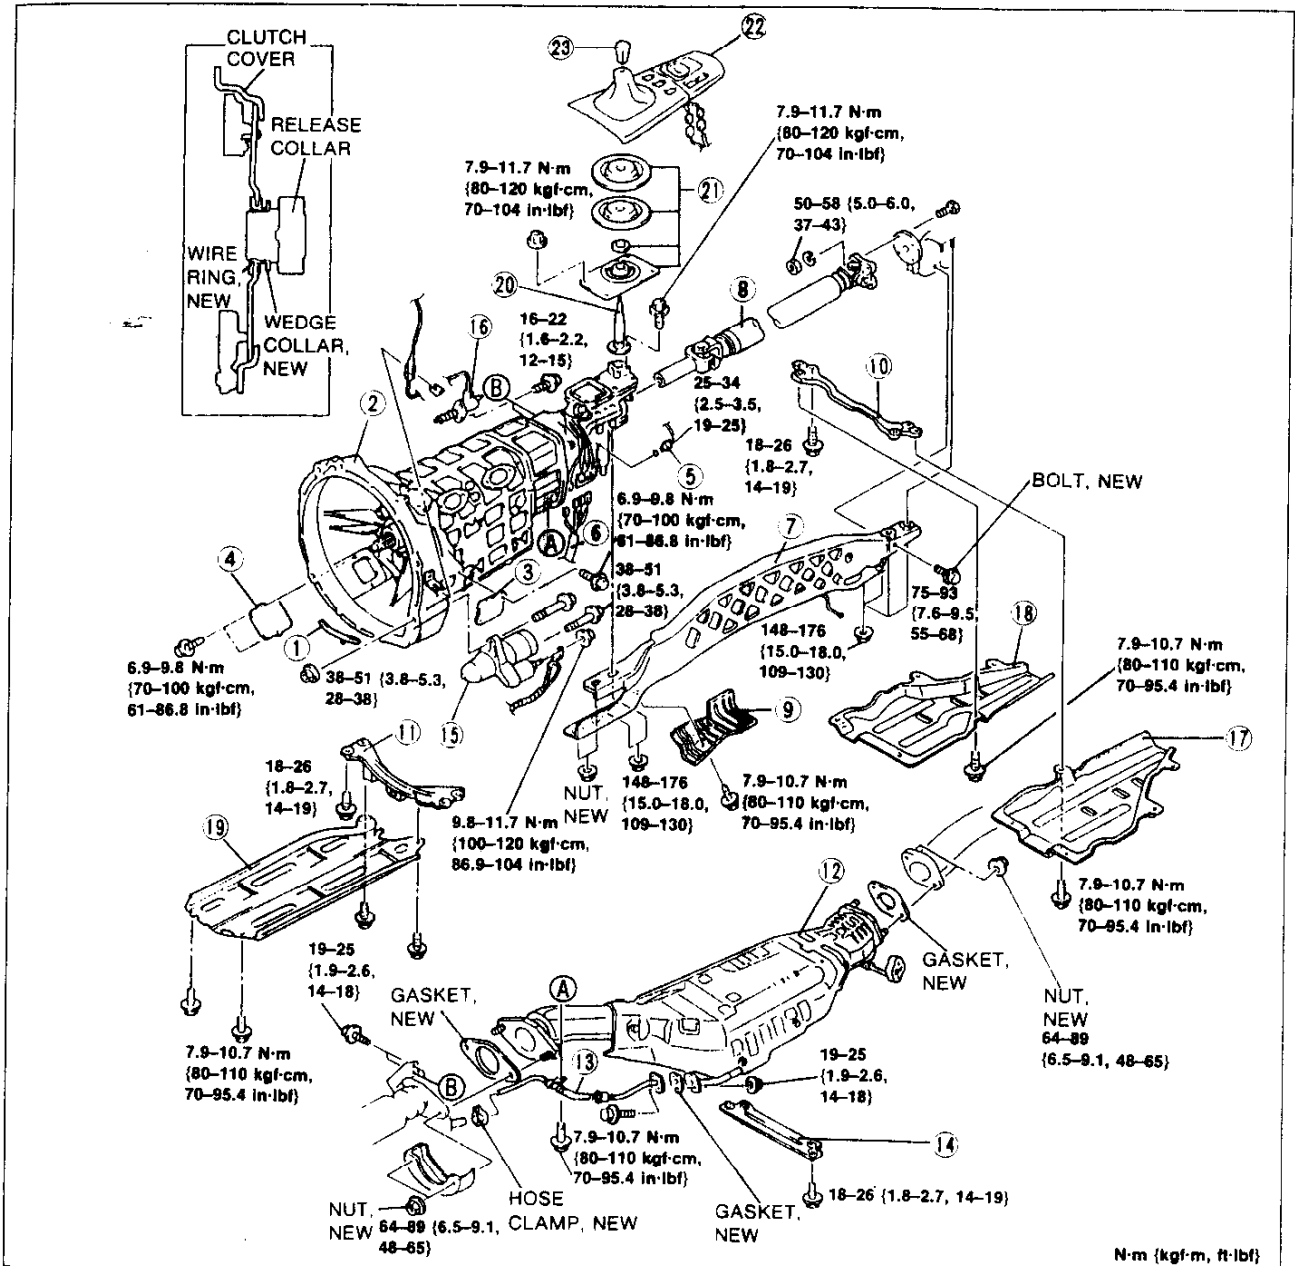 CLUTCH
COVER
RELEASE
COLLAR
WIRE
RING,
NEW
WEDGE
COLLAR,
NEW
23
22
7.9–11.7 N·m
{80–120 kgf·cm,
70–104 in·lbf}
7.9–11.7 N·m
{80–120 kgf·cm,
70–104 in·lbf}
21
50–58 {5.0–6.0,
37–43}
20
8
16
16–22
{1.6–2.2,
12–15}
10
B
2
25–34
{2.5–3.5,
19–25}
18–26
{1.8–2.7,
14–19}
5
BOLT, NEW
6.9–9.8 N·m
{70–100 kgf·cm,
61–86.8 in·lbf}
7
A
6
4
3
38–51
{3.8–5.3,
28–38}
75–93
{7.6–9.5,
55–68}
18
148–176
{15.0–18.0,
109–130}
7.9–10.7 N·m
{80–110 kgf·cm,
70–95.4 in·lbf}
1
6.9–9.8 N·m
{70–100 kgf·cm,
61–86.8 in·lbf}
38–51 {3.8–5.3,
28–38}
15
9
17
11
18–26
{1.8–2.7,
14–19}
NUT,
NEW
148–176
{15.0–18.0,
109–130}
7.9–10.7 N·m
{80–110 kgf·cm,
70–95.4 in·lbf}
19
9.8–11.7 N·m
{100–120 kgf·cm,
86.9–104 in·lbf}
12
7.9–10.7 N·m
{80–110 kgf·cm,
70–95.4 in·lbf}
19–25
{1.9–2.6,
14–18}
GASKET,
NEW
A
GASKET,
NEW
NUT,
NEW
64–89
{6.5–9.1, 48–65}
7.9–10.7 N·m
{80–110 kgf·cm,
70–95.4 in·lbf}
B
13
19–25
{1.9–2.6,
14–18}
7.9–10.7 N·m
{80–110 kgf·cm,
70–95.4 in·lbf}
14
NUT,
NEW
64–89 {6.5–9.1,
48–65}
HOSE
CLAMP, NEW
GASKET,
NEW
18–26 {1.8–2.7, 14–19}
N·m {kgf·m, ft·lbf}